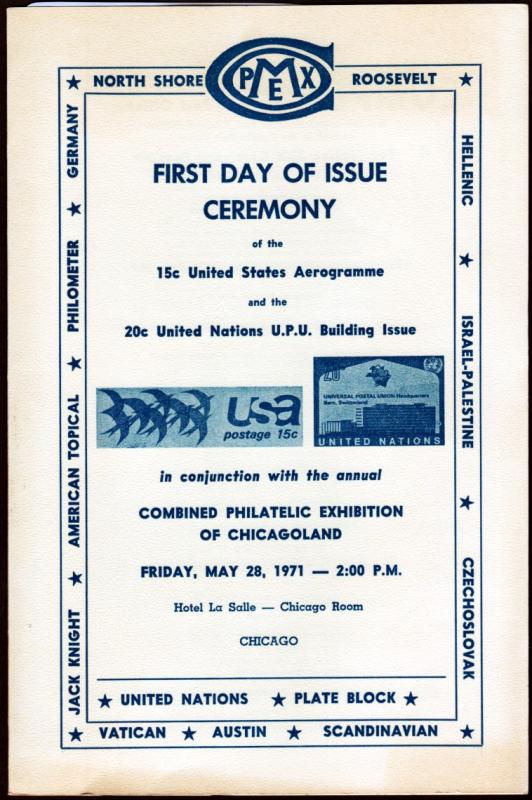 NORTH SHORE
COMPEX
ROOSEVELT
GERMANY
PHILOMETER
AMERICAN TOPICAL
JACK KNIGHT
HELLENIC
ISRAEL-PALESTINE
CZECHOSLOVAK
FIRST DAY OF ISSUE
CEREMONY
of the
15c United States Aerogramme
and the
20c United Nations U.P.U. Building Issue
usa
postage 15c
20c
UNIVERSAL POSTAL UNION-Headquarters
Bern, Switzerland
UNITED NATIONS
in conjunction with the annual
COMBINED PHILATELIC EXHIBITION
OF CHICAGOLAND
FRIDAY, MAY 28, 1971 — 2:00 P.M.
Hotel La Salle — Chicago Room
CHICAGO
★ UNITED NATIONS ★ PLATE BLOCK ★
★ VATICAN ★ AUSTIN ★ SCANDINAVIAN ★